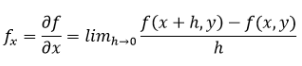 f_x = ∂f/∂x = lim_{h→0} (f(x + h, y) − f(x, y))/h